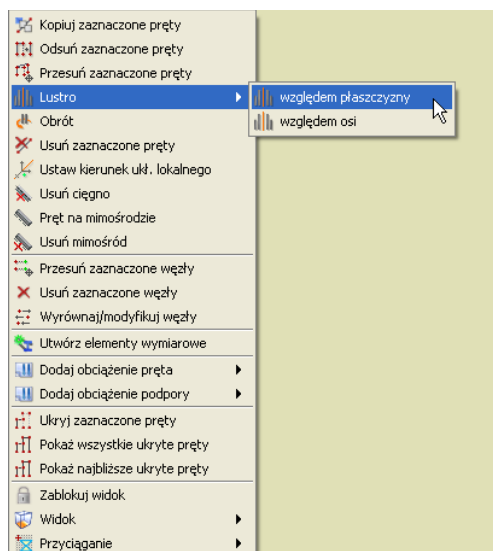 Kopiuj zaznaczone pręty
Odsuń zaznaczone pręty
Przesuń zaznaczone pręty
Lustro
względem płaszczyzny
Obrót
względem osi
Usuń zaznaczone pręty
Ustaw kierunek ukł. lokalnego
Usuń cięgno
Pręt na mimośrodzie
Usuń mimośród
Przesuń zaznaczone węzły
Usuń zaznaczone węzły
Wyrównaj/modyfikuj węzły
Utwórz elementy wymiarowe
Dodaj obciążenie pręta
Dodaj obciążenie podpory
Ukryj zaznaczone pręty
Pokaż wszystkie ukryte pręty
Pokaż najbliższe ukryte pręty
Zablokuj widok
Widok
Przyciąganie